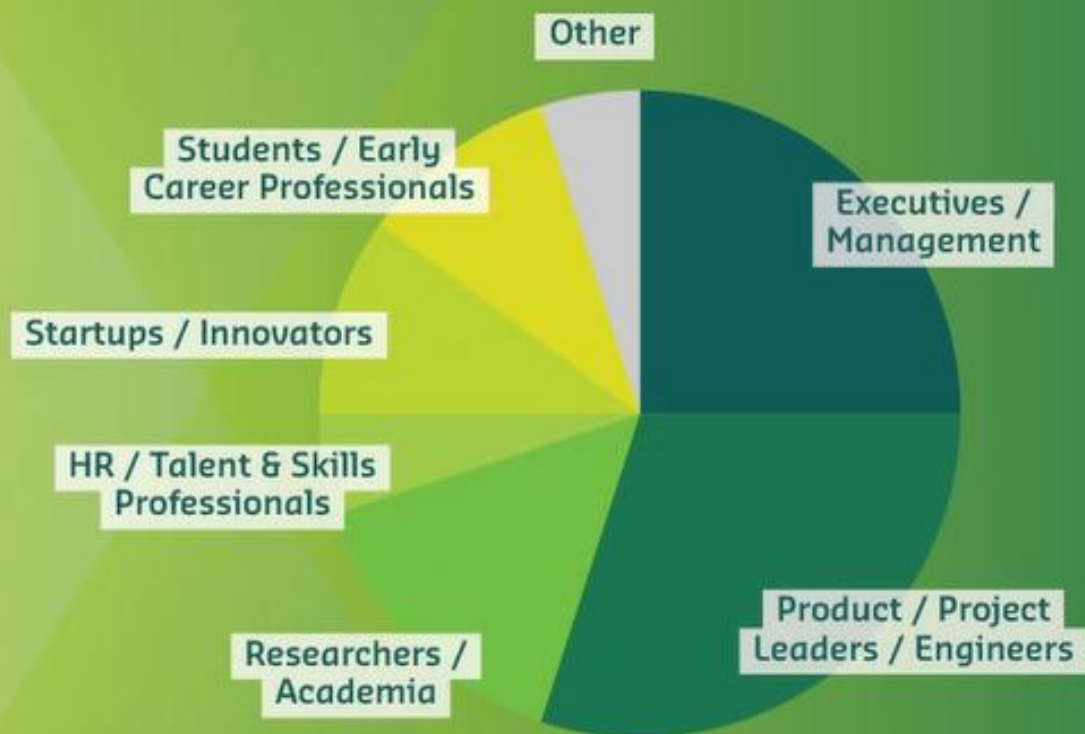 Other
Students / Early
Career Professionals
Executives /
Management
Startups / Innovators
HR / Talent & Skills
Professionals
Product / Project
Leaders / Engineers
Researchers /
Academia